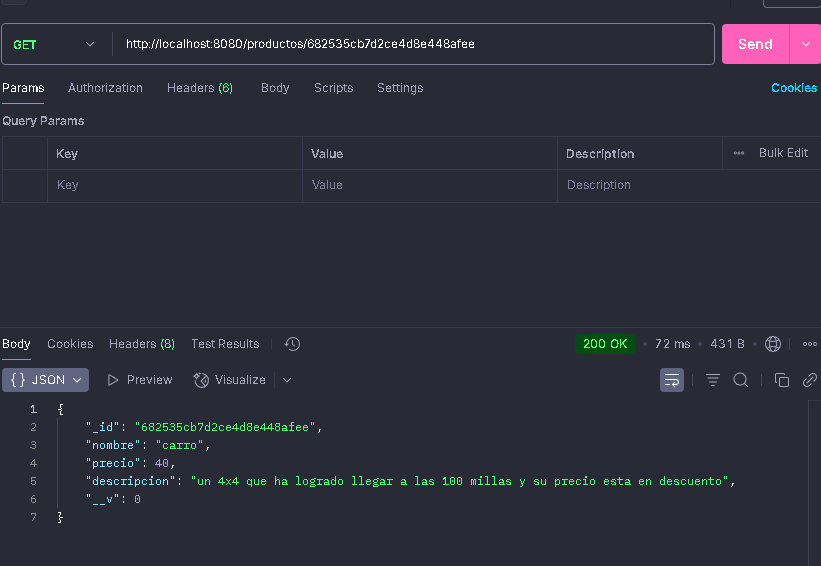 GET http://localhost:8080/productos/682535cb7d2ce4d8e448afee Send
Params Authorization Headers (6) Body Scripts Settings Cookies
Query Params
Key Value Description ••• Bulk Edit
Key Value Description
Body Cookies Headers (8) Test Results 200 OK • 72 ms • 431 B • •••
{} JSON Preview Visualize
1 {
2 "_id": "682535cb7d2ce4d8e448afee",
3 "nombre": "carro",
4 "precio": 40,
5 "descripcion": "un 4x4 que ha logrado llegar a las 100 millas y su precio esta en descuento",
6 "__v": 0
7 }